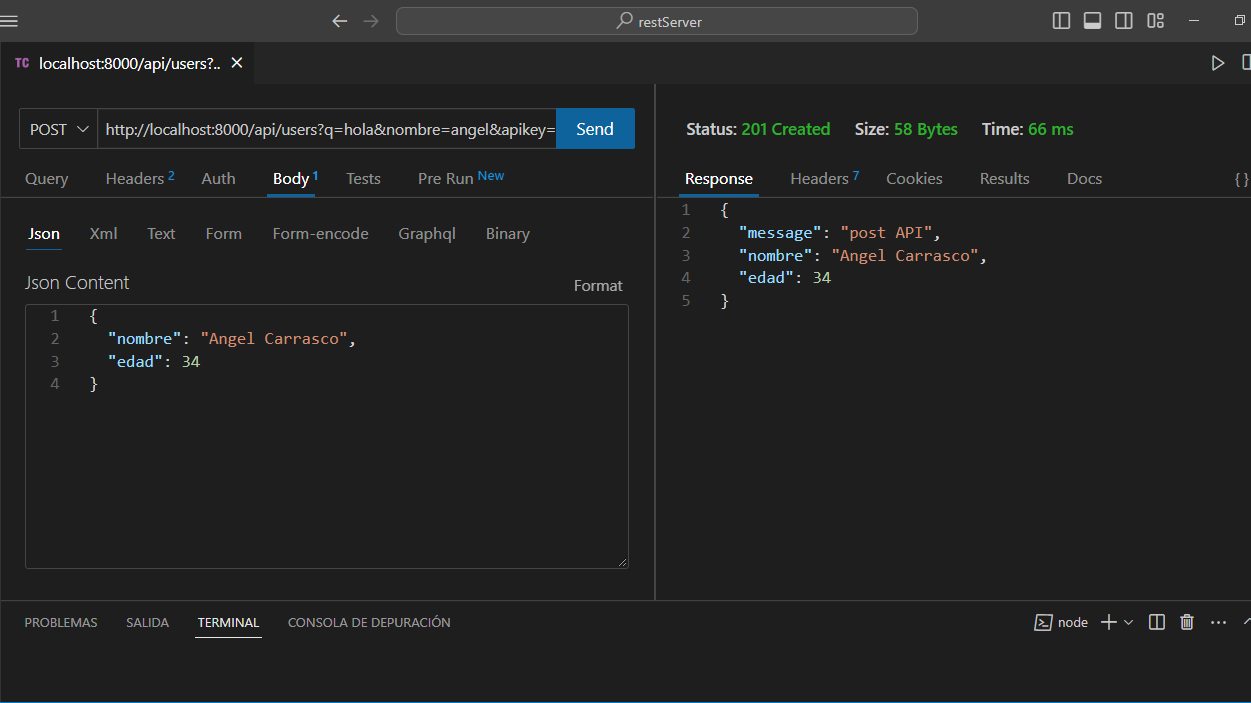 restServer
TC localhost:8000/api/users?..
POST http://localhost:8000/api/users?q=hola&nombre=angel&apikey= Send
Query Headers 2 Auth Body 1 Tests Pre Run New
Json Xml Text Form Form-encode Graphql Binary
Json Content
Format
1 {
2 "nombre": "Angel Carrasco",
3 "edad": 34
4 }
Status: 201 Created Size: 58 Bytes Time: 66 ms
Response Headers 7 Cookies Results Docs { }
1 {
2 "message": "post API",
3 "nombre": "Angel Carrasco",
4 "edad": 34
5 }
PROBLEMAS SALIDA TERMINAL CONSOLA DE DEPURACIÓN node